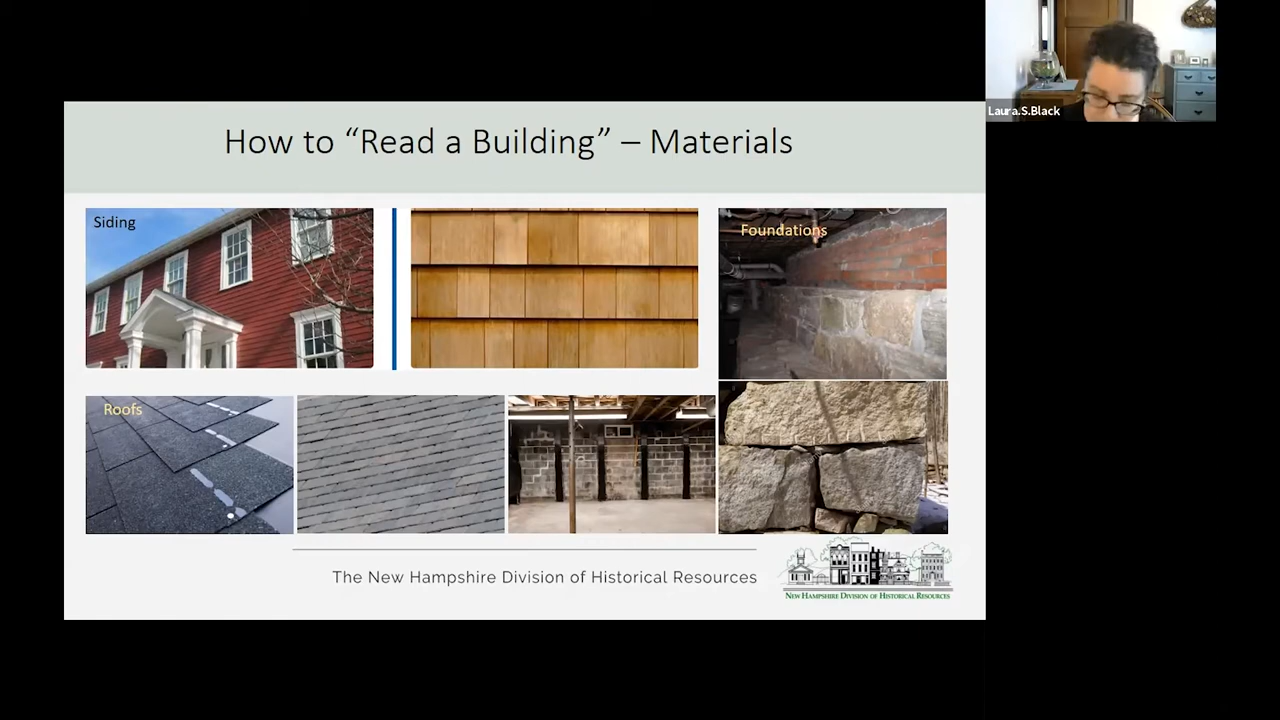 Laura.S.Black
How to “Read a Building” – Materials
Siding
Foundations
Roofs
The New Hampshire Division of Historical Resources
New Hampshire Division of Historical Resources